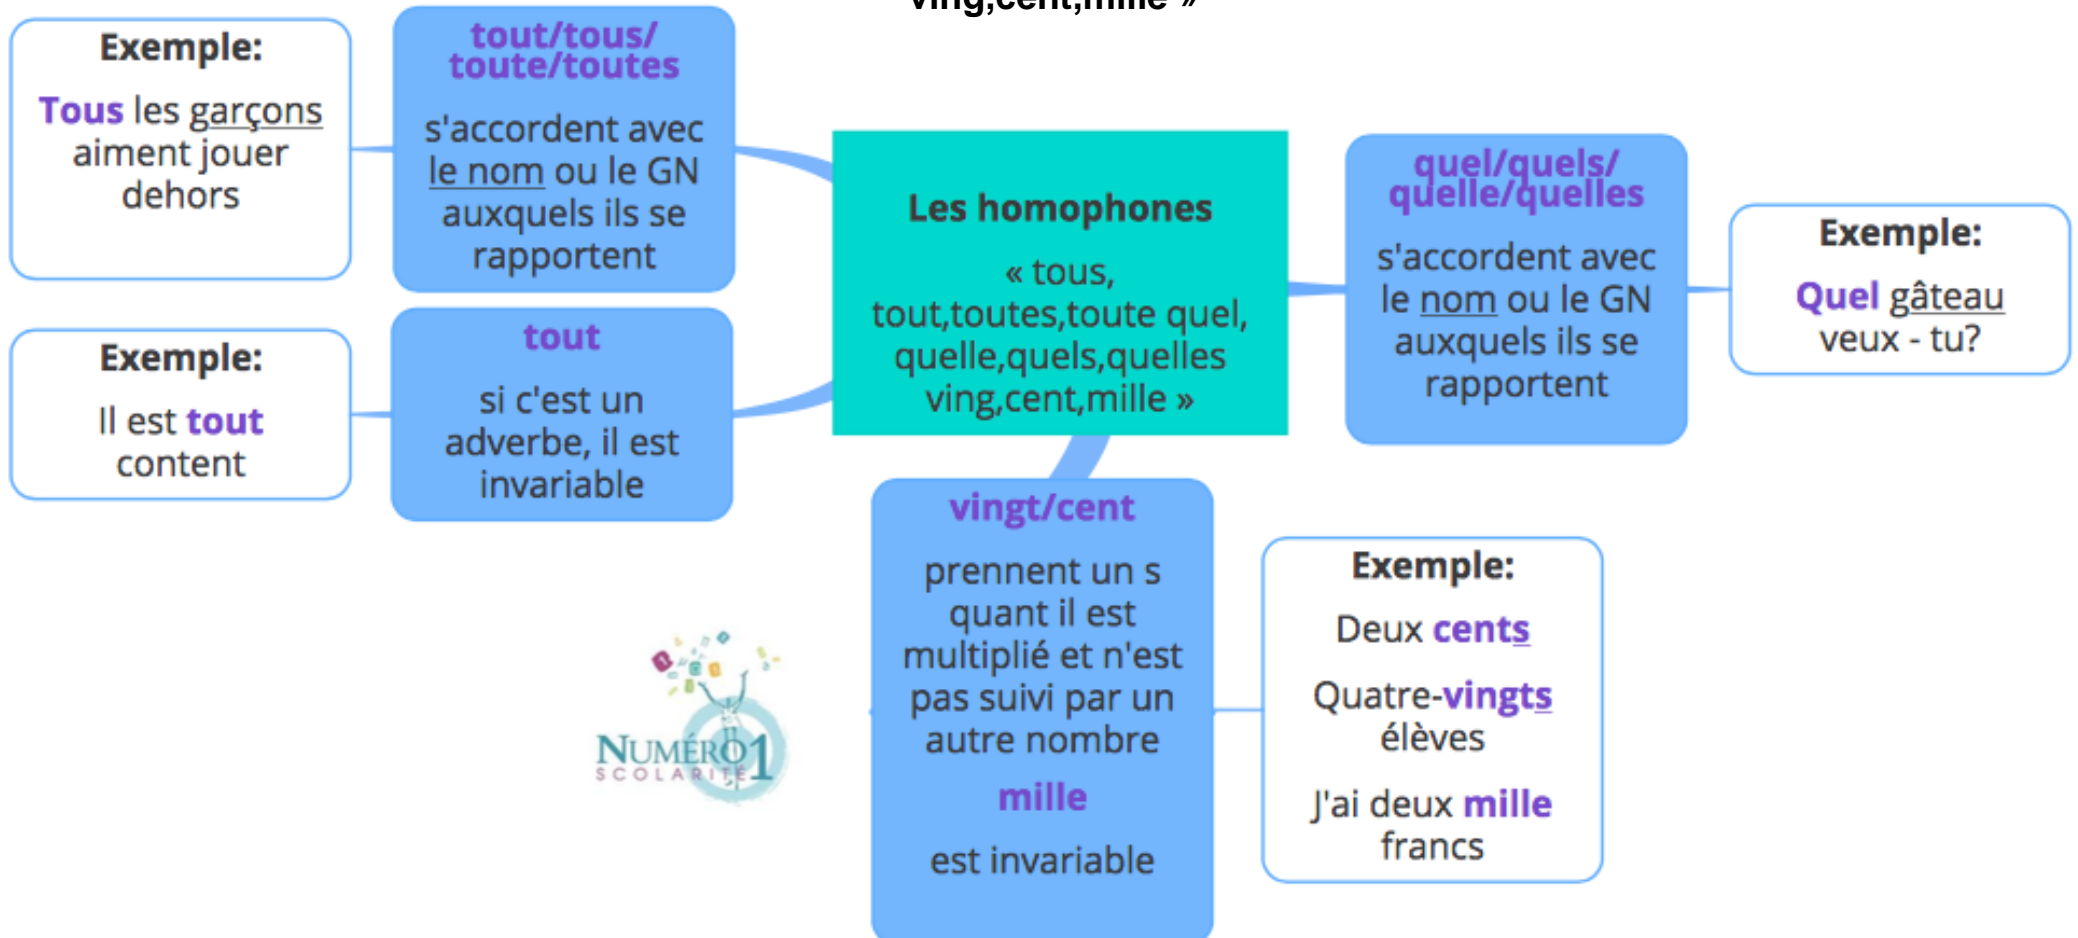 ving,cent,mille »
Exemple:
Tous les garçons
aiment jouer
dehors
tout/tous/
toute/toutes
s'accordent avec
le nom ou le GN
auxquels ils se
rapportent
Exemple:
Il est tout
content
tout
si c'est un
adverbe, il est
invariable
Les homophones
« tous,
tout,toutes,toute quel,
quelle,quels,quelles
ving,cent,mille »
quel/quels/
quelle/quelles
s'accordent avec
le nom ou le GN
auxquels ils se
rapportent
Exemple:
Quel gâteau
veux - tu?
vingt/cent
prennent un s
quant il est
multiplié et n'est
pas suivi par un
autre nombre
mille
est invariable
Exemple:
Deux cents
Quatre-vingts
élèves
J'ai deux mille
francs
NUMÉRO1
SCOLARITÉ